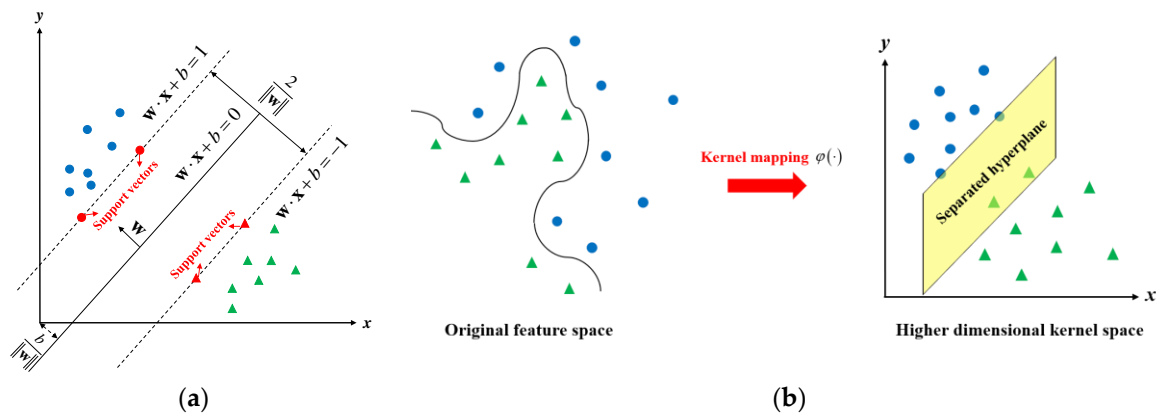 y
w · x + b = 1
2
‖w‖
w · x + b = 0
w · x + b = −1
Support vectors
w
Support vectors
x
b
‖w‖
(a)
Kernel mapping φ(·)
Original feature space
y
Separated hyperplane
x
Higher dimensional kernel space
(b)